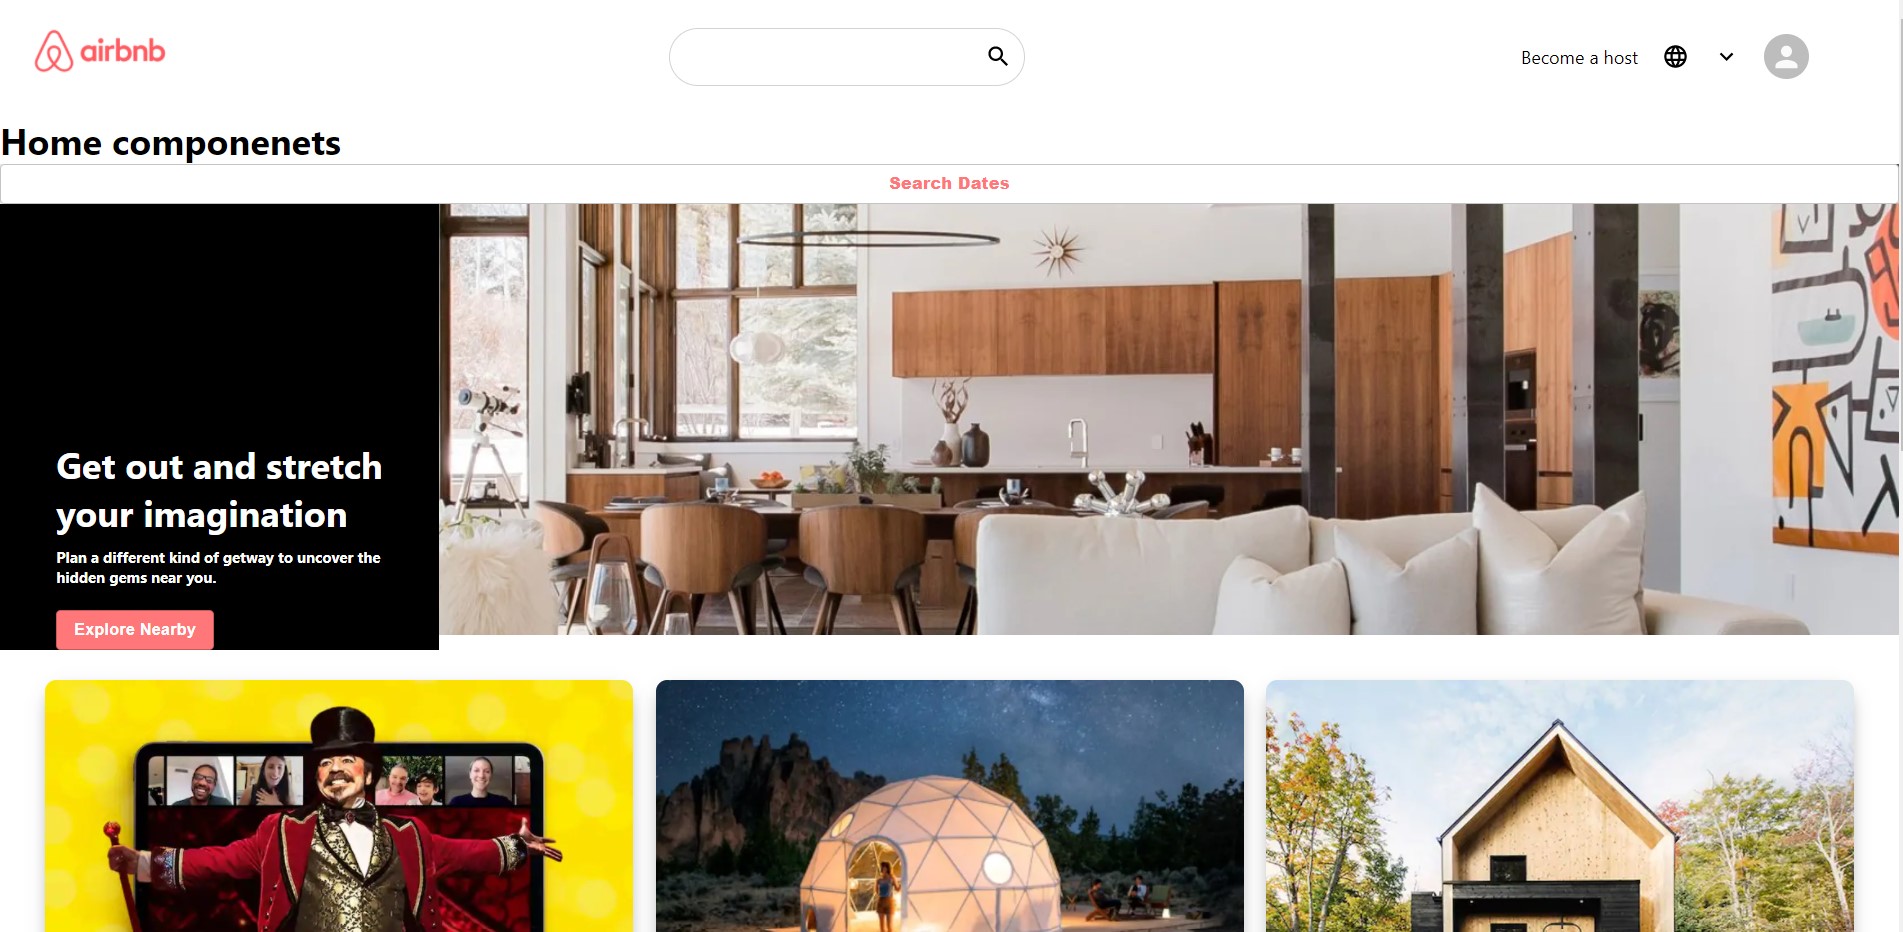 airbnb
Become a host
Home componenets
Search Dates
Get out and stretch
your imagination
Plan a different kind of getway to uncover the
hidden gems near you.
Explore Nearby